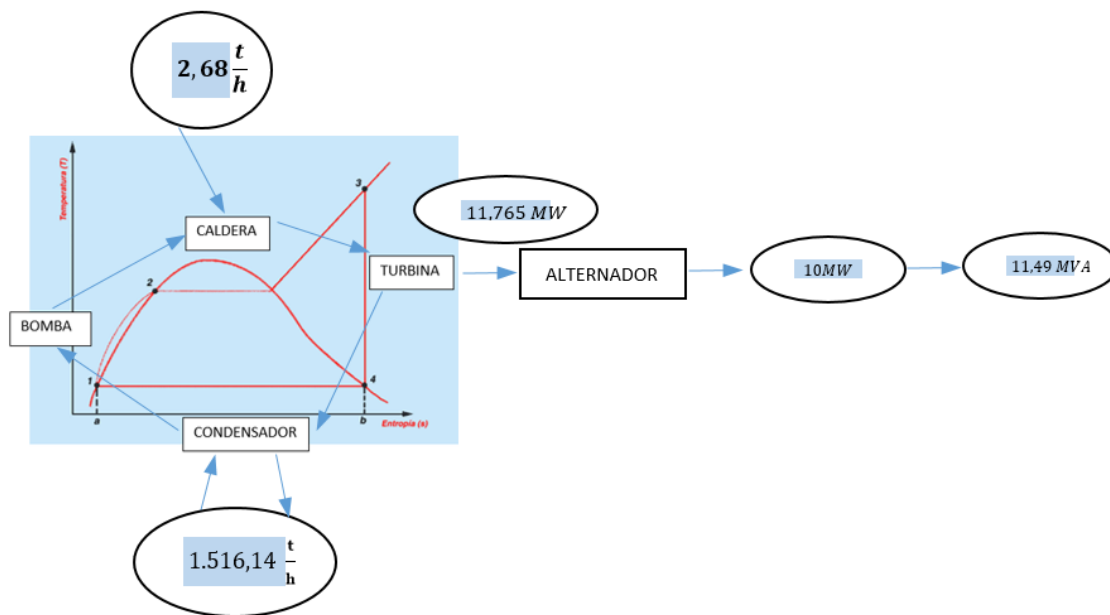 2,68 t/h
Temperatura (T)
3
11,765 MW
CALDERA
TURBINA
ALTERNADOR
10MW
11,49 MVA
2
BOMBA
1
4
a
b
Entropía (s)
CONDENSADOR
1.516,14 t/h